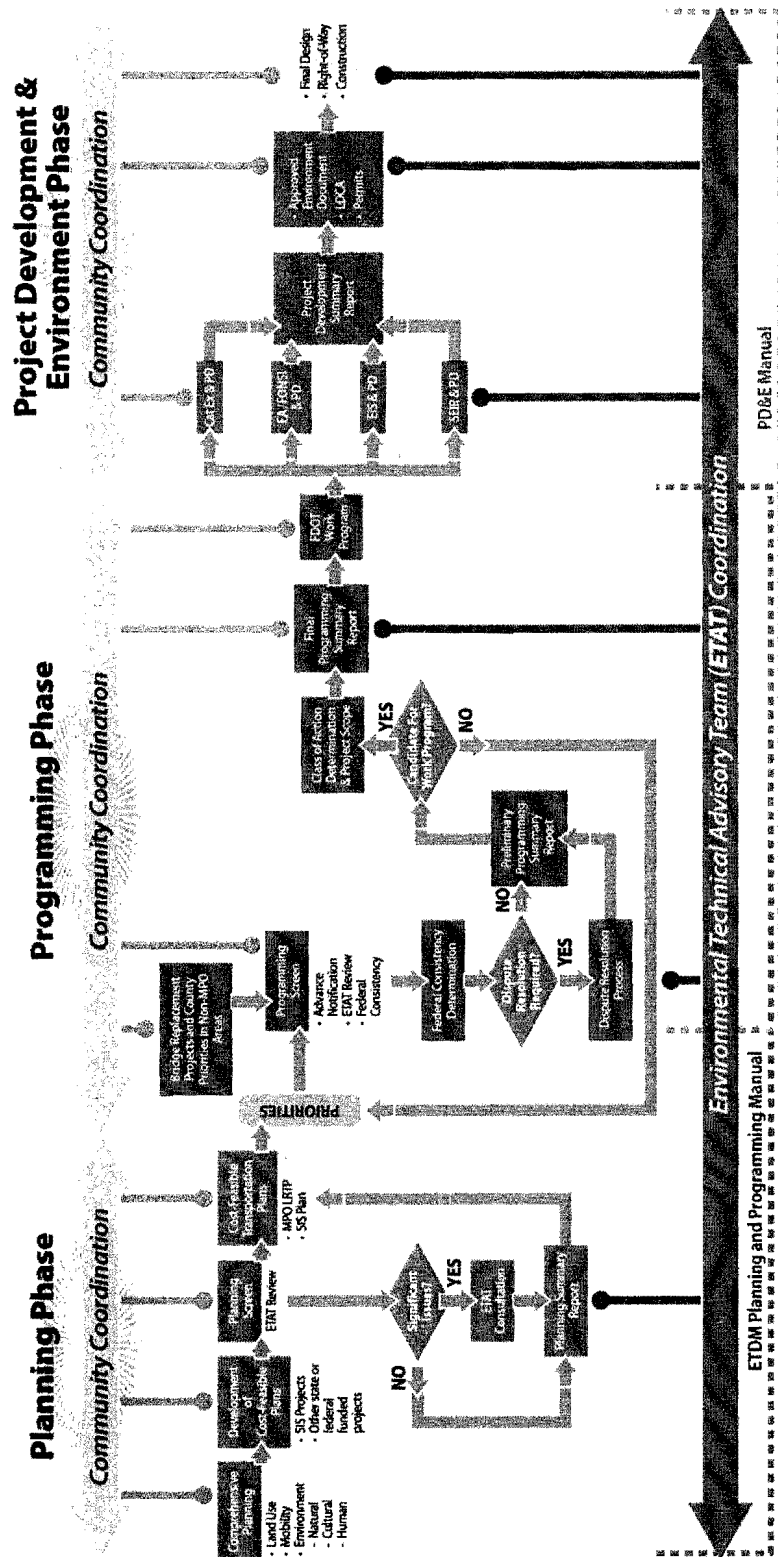 Planning Phase
Community Coordination
Comprehensive
Planning
• Land Use
• Mobility
• Environment
- Natural
- Cultural
- Human
Development
of
Cost-Feasible
Plans
• SIS Projects
• Other state or
federal
funded
projects
Planning
Screen
ETAT Review
Cost-Feasible
Transportation
Plans
• MPO LRTP
• SIS Plan
Significant
Issues?
NO
YES
ETAT
Consultation
Planning Summary
Report
Programming Phase
Community Coordination
PRIORITIES
Bridge Replacement
Projects and County
Priorities in Non-MPO
Areas
Programming
Screen
• Advance
Notification
• ETAT Review
• Federal
Consistency
Federal Consistency
Determination
Dispute
Resolution
Required?
NO
YES
Dispute Resolution
Process
Preliminary
Programming
Summary
Report
Candidate For
Work Program?
YES
NO
Class of Action
Determination
& Project Scope
Final
Programming
Summary
Report
FDOT
Work
Program
Project Development &
Environment Phase
Community Coordination
Cat Ex & PD
EA, FONSI
& PD
EIS & PD
SEIR & PD
Project
Development
Summary
Report
• Approved
Environment
Document
• LDCA
• Permits
• Final Design
• Right-of-Way
• Construction
Environmental Technical Advisory Team (ETAT) Coordination
ETDM Planning and Programming Manual
PD&E Manual